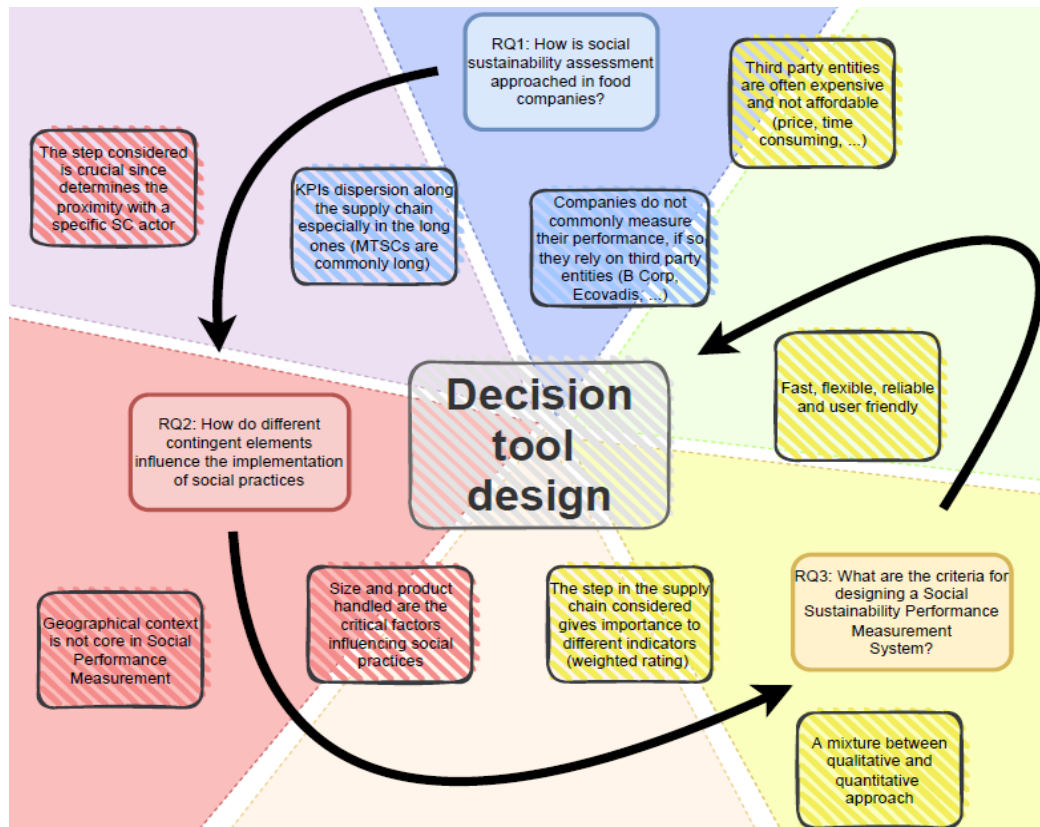 RQ1: How is social
sustainability assessment
approached in food
companies?
Third party entities
are often expensive
and not affordable
(price, time
consuming, ...)
The step considered
is crucial since
determines the
proximity with a
specific SC actor
KPIs dispersion along
the supply chain
especially in the long
ones (MTSCs are
commonly long)
Companies do not
commonly measure
their performance, if so
they rely on third party
entities (B Corp,
Ecovadis, ...)
Decision
tool
design
Fast, flexible, reliable
and user friendly
RQ2: How do different
contingent elements
influence the implementation
of social practices
Geographical context
is not core in Social
Performance
Measurement
Size and product
handled are the
critical factors
influencing social
practices
The step in the supply
chain considered
gives importance to
different indicators
(weighted rating)
RQ3: What are the criteria for
designing a Social
Sustainability Performance
Measurement
System?
A mixture between
qualitative and
quantitative
approach